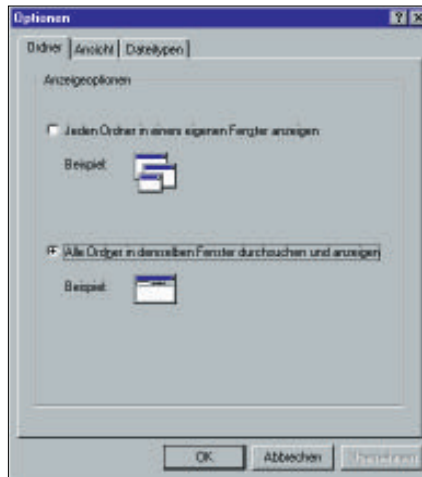 Optionen
Ordner Ansicht Dateitypen
Anzeigeoptionen
Jeden Ordner in einem eigenen Fenster anzeigen
Beispiel:
Alle Ordner in demselben Fenster durchsuchen und anzeigen
Beispiel:
OK Abbrechen Übernehmen